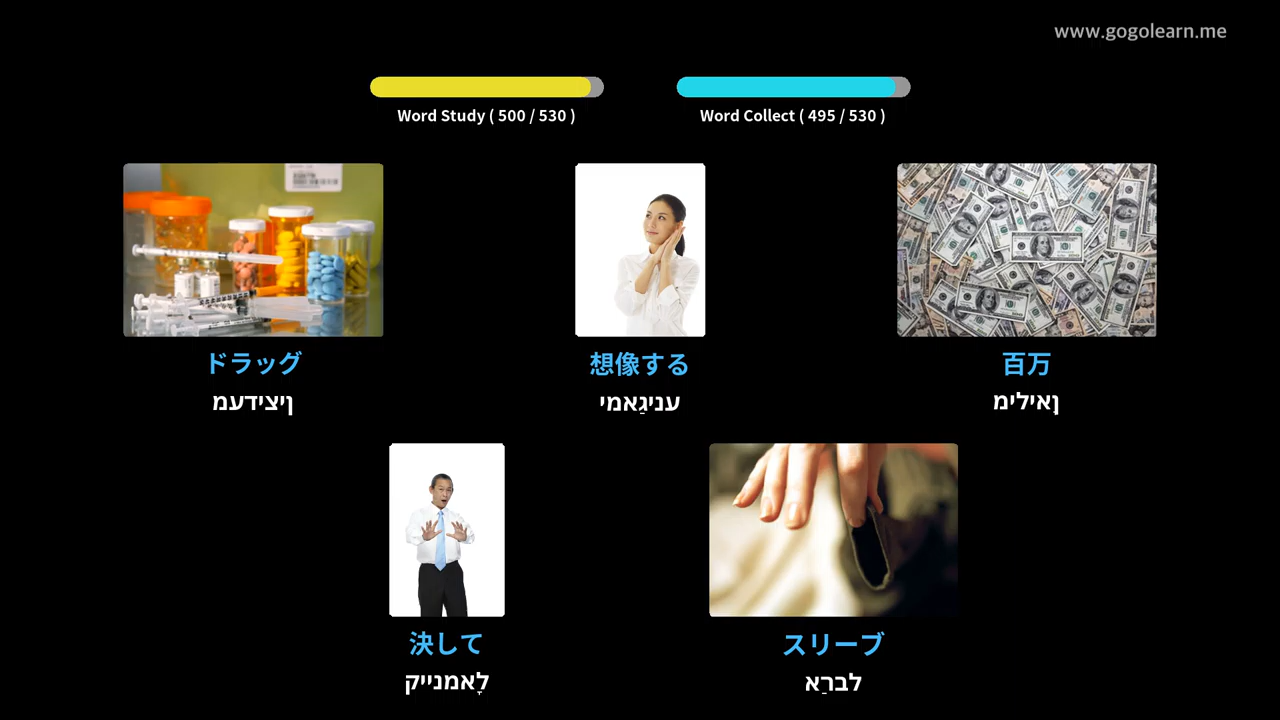 www.gogolearn.me
Word Study ( 500 / 530 )
Word Collect ( 495 / 530 )
ドラッグ
ןיצידעמ
想像する
עניגַאמי
百万
ןָאילימ
決して
לָאמנייק
スリーブ
לברַא